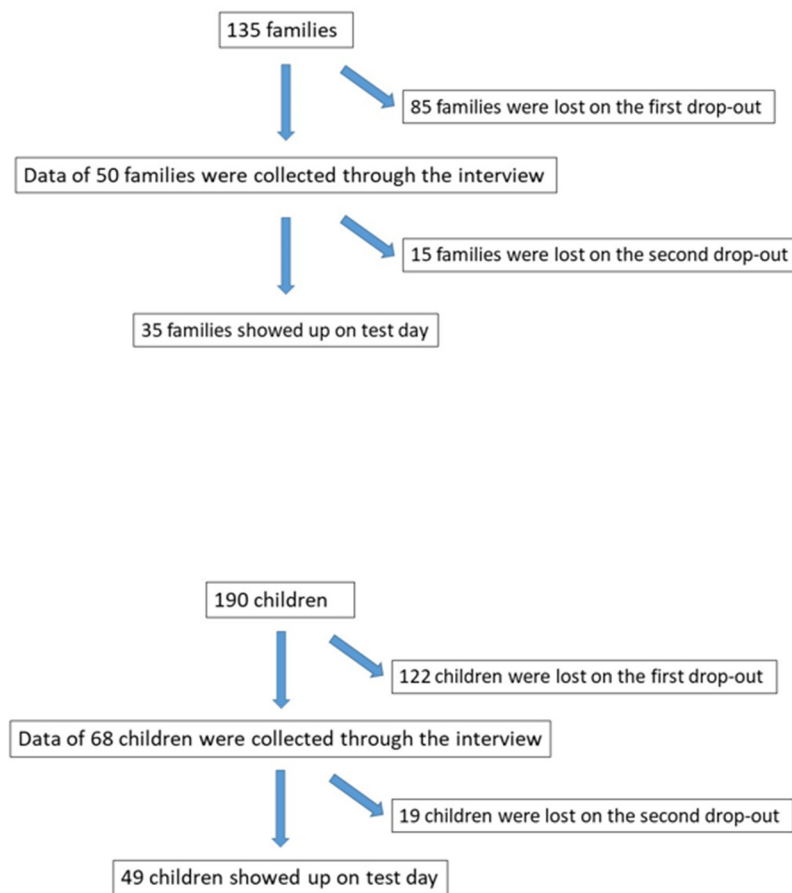 135 families
85 families were lost on the first drop-out
Data of 50 families were collected through the interview
15 families were lost on the second drop-out
35 families showed up on test day
190 children
122 children were lost on the first drop-out
Data of 68 children were collected through the interview
19 children were lost on the second drop-out
49 children showed up on test day